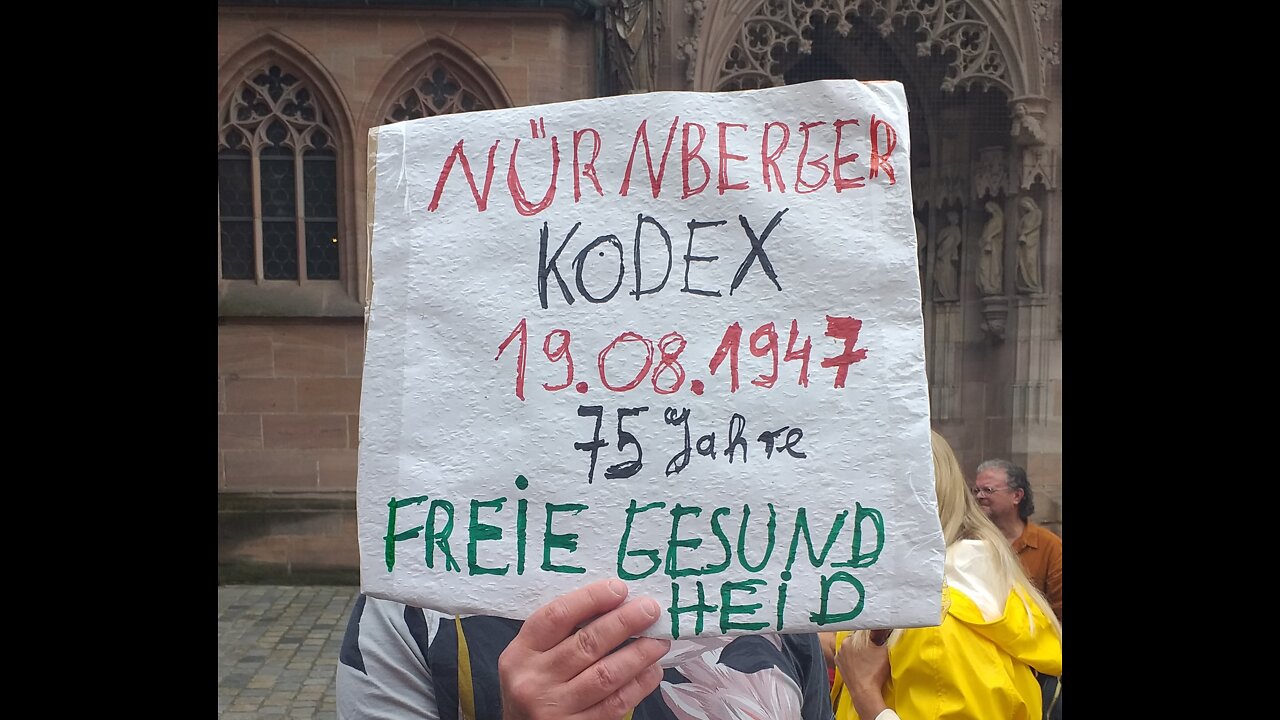 NÜRNBERGER
KODEX
19.08.1947
75 Jahre
FREIE GESUND
HEID